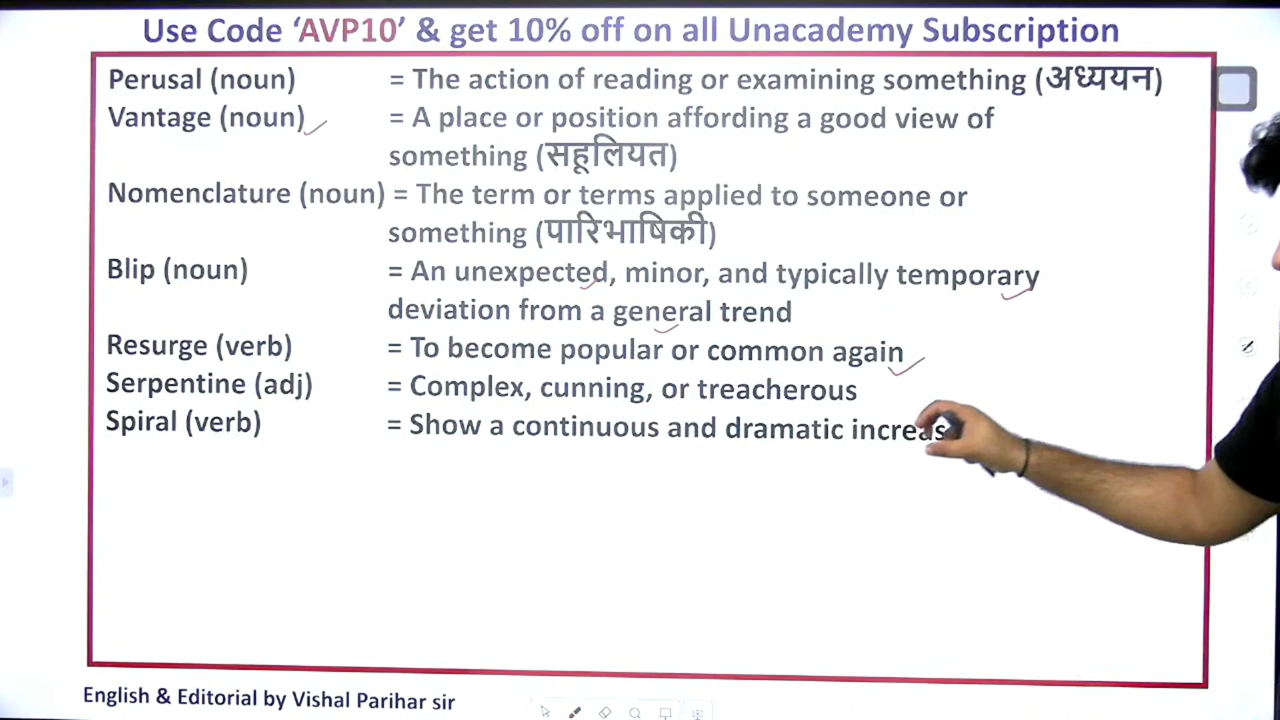 Use Code ‘AVP10’ & get 10% off on all Unacademy Subscription
Perusal (noun) = The action of reading or examining something (अध्ययन)
Vantage (noun) = A place or position affording a good view of
something (सहूलियत)
Nomenclature (noun) = The term or terms applied to someone or
something (पारिभाषिकी)
Blip (noun) = An unexpected, minor, and typically temporary
deviation from a general trend
Resurge (verb) = To become popular or common again
Serpentine (adj) = Complex, cunning, or treacherous
Spiral (verb) = Show a continuous and dramatic increas
English & Editorial by Vishal Parihar sir